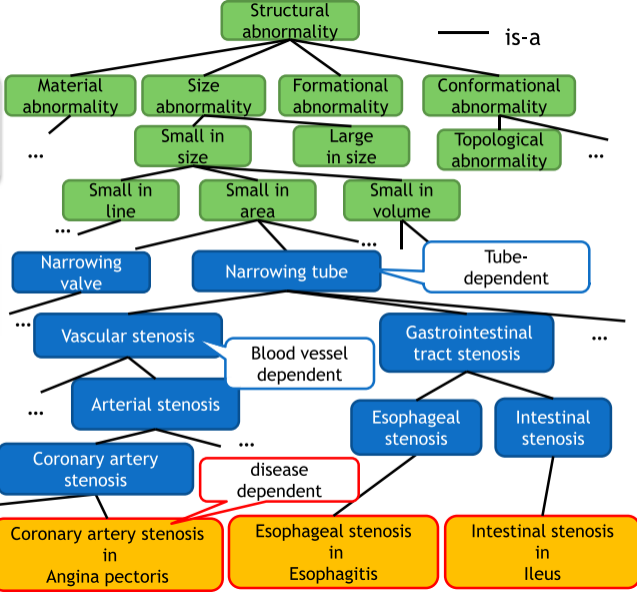 Structural
abnormality
is-a
Material
abnormality
Size
abnormality
Formational
abnormality
Conformational
abnormality
Small in
size
Large
in size
Topological
abnormality
...
...
Small in
line
Small in
area
Small in
volume
...
...
Narrowing
valve
Narrowing tube
Tube-
dependent
...
Vascular stenosis
Blood vessel
dependent
Gastrointestinal
tract stenosis
...
...
Arterial stenosis
Esophageal
stenosis
Intestinal
stenosis
...
Coronary artery
stenosis
disease
dependent
Coronary artery stenosis
in
Angina pectoris
Esophageal stenosis
in
Esophagitis
Intestinal stenosis
in
Ileus